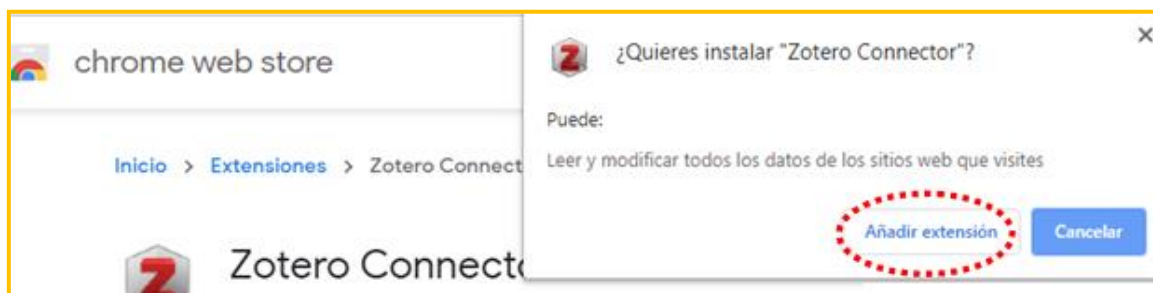 chrome web store
¿Quieres instalar "Zotero Connector"?
Puede:
Leer y modificar todos los datos de los sitios web que visites
Añadir extensión
Cancelar
Inicio > Extensiones > Zotero Connect
Zotero Connecto